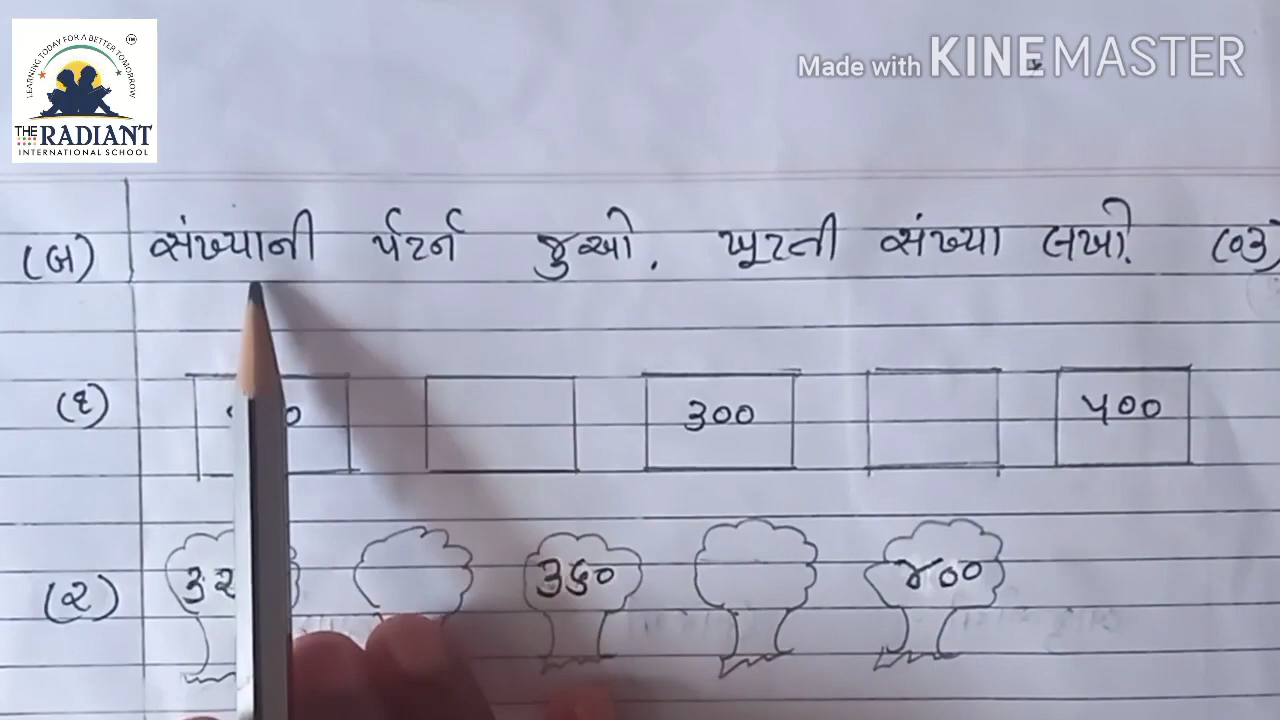 LEARNING TODAY FOR A BETTER TOMORROW
THE RADIANT
INTERNATIONAL SCHOOL
Made with KINEMASTER
(બ) સંખ્યાની પેટર્ન જુઓ. ખૂટતી સંખ્યા લખો. (૦૩)
(૧) ૩૦૦ ૫૦૦
(૨) ૩૬૦ ૪૦૦